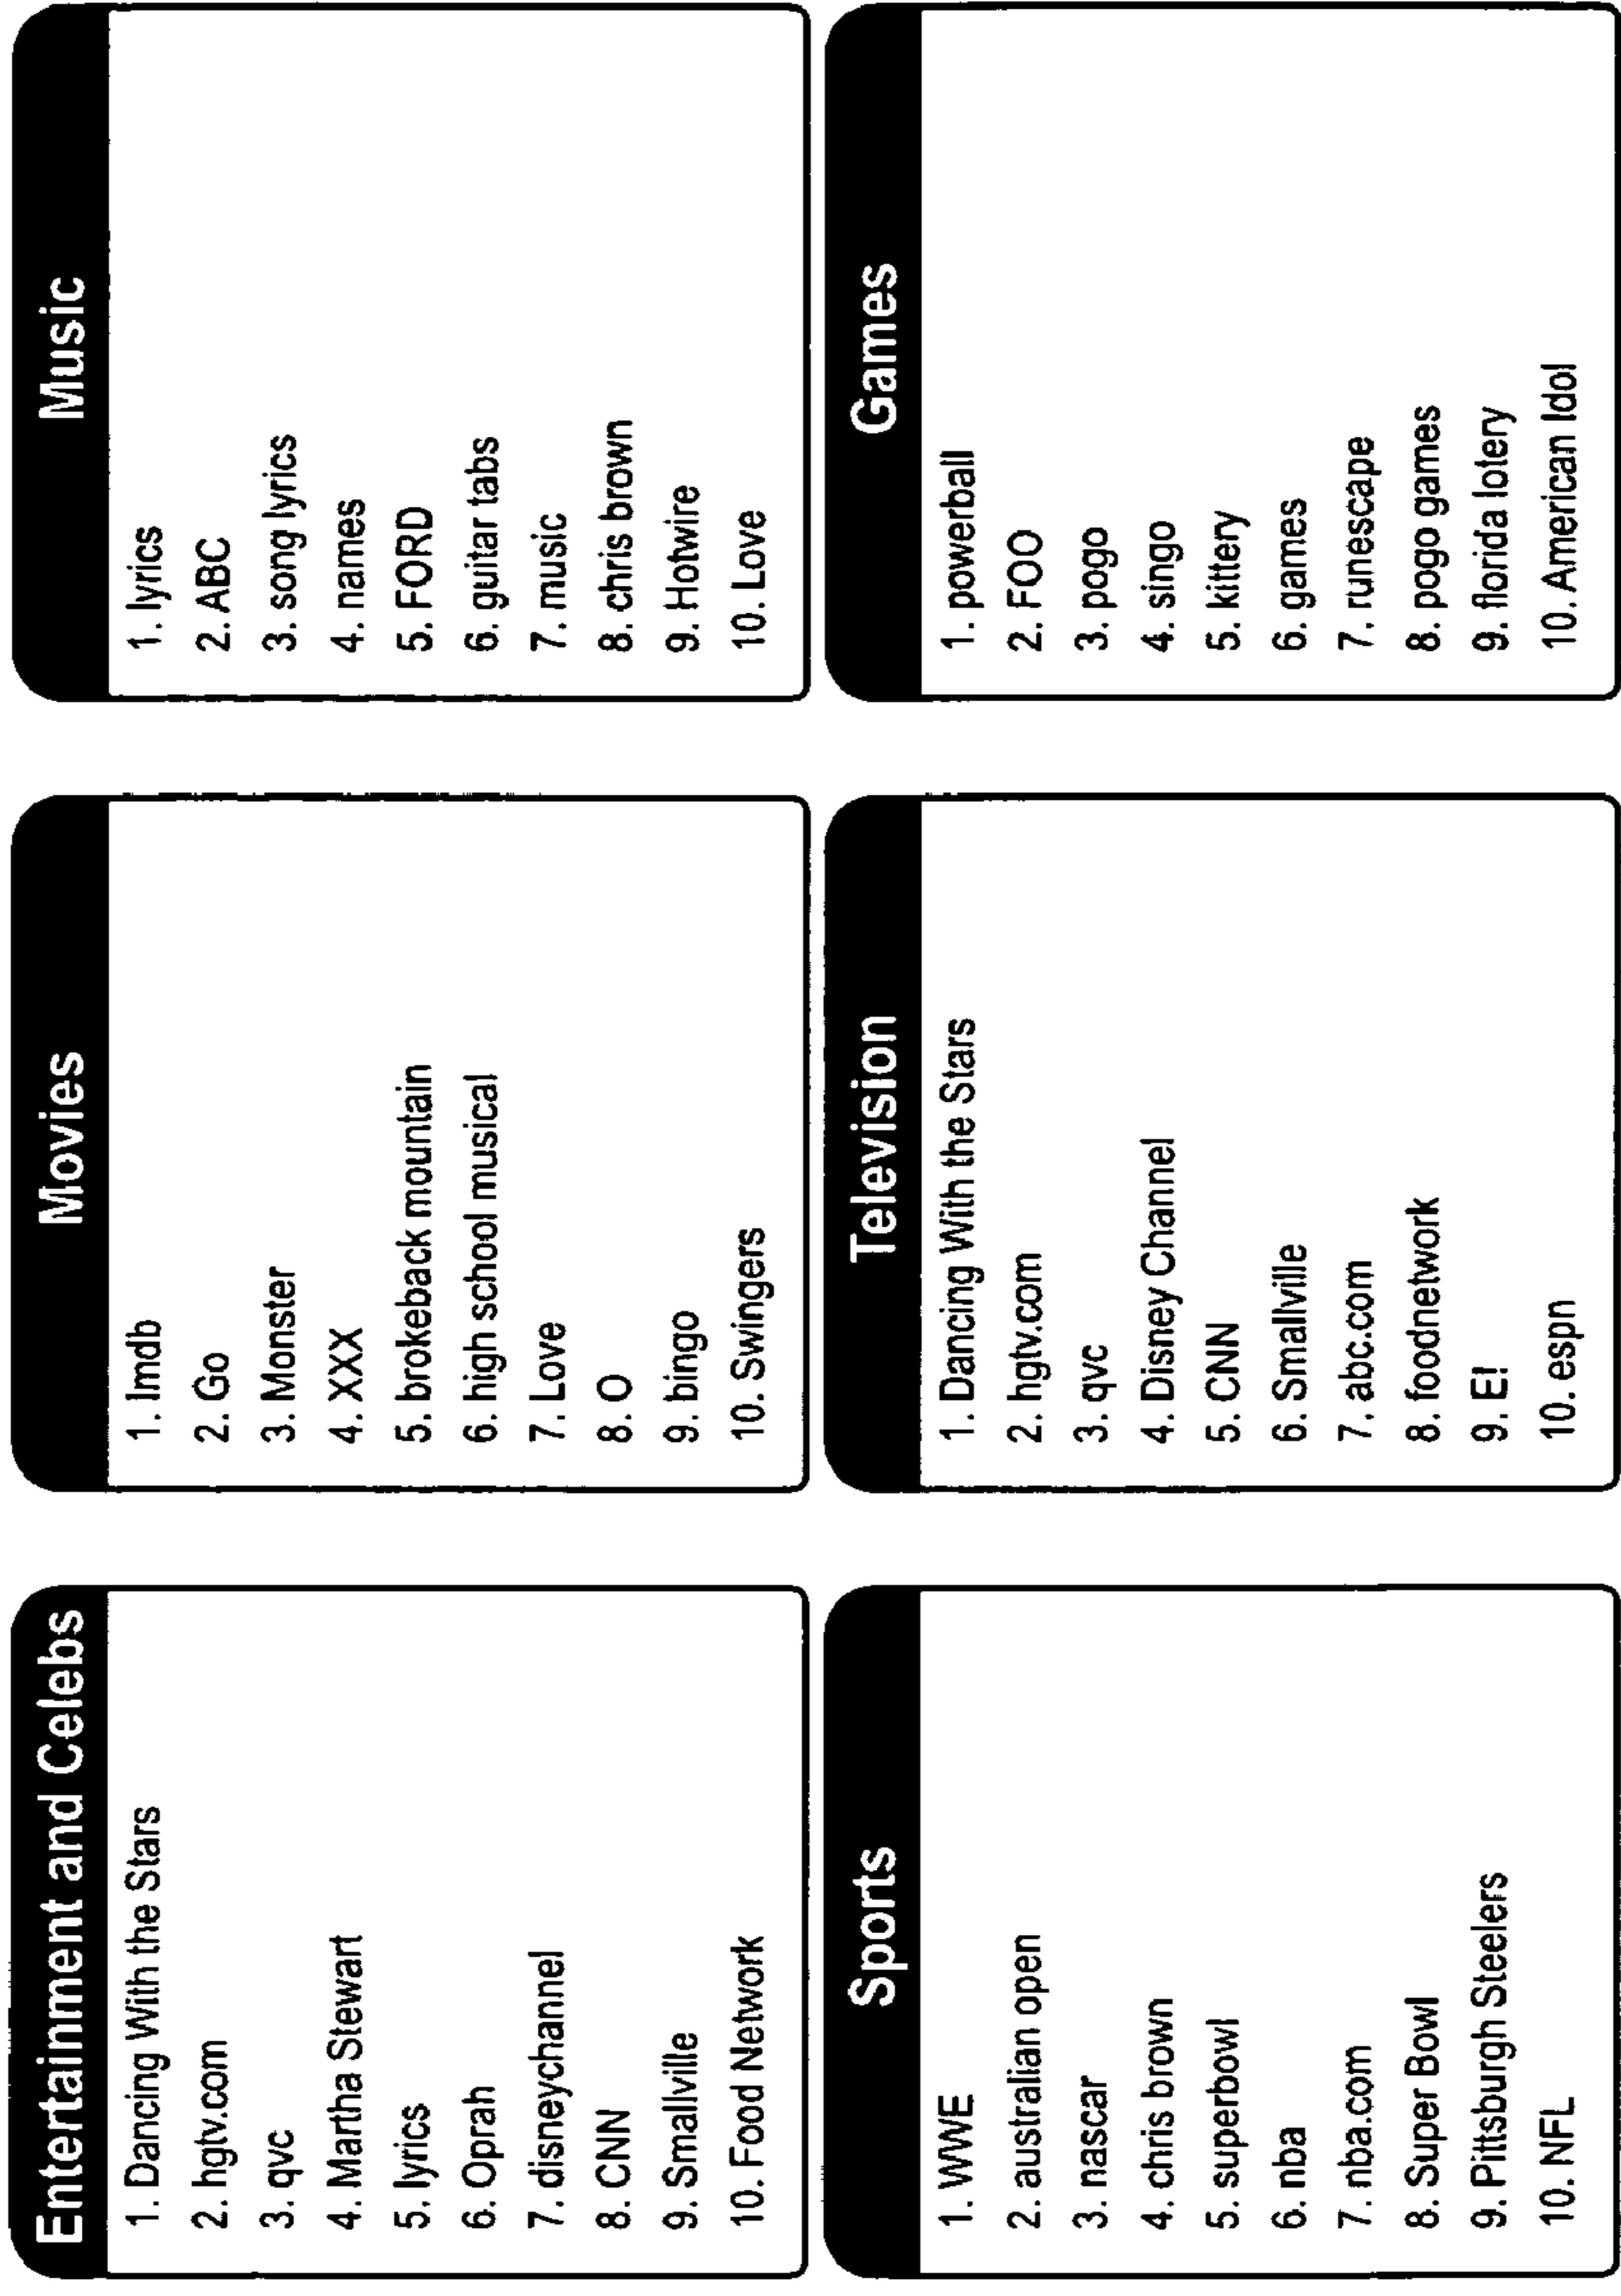 Entertainment and Celebs
1. Dancing With the Stars
2. hgtv.com
3. qvc
4. Martha Stewart
5. lyrics
6. Oprah
7. disneychannel
8. CNN
9. Smallville
10. Food Network
Movies
1. Imdb
2. Go
3. Monster
4. XXX
5. brokeback mountain
6. high school musical
7. Love
8. O
9. bingo
10. Swingers
Music
1. lyrics
2. ABC
3. song lyrics
4. names
5. FORD
6. guitar tabs
7. music
8. chris brown
9. Hotwire
10. Love
Sports
1. WWE
2. australian open
3. nascar
4. chris brown
5. superbowl
6. nba
7. nba.com
8. Super Bowl
9. Pittsburgh Steelers
10. NFL
Television
1. Dancing With the Stars
2. hgtv.com
3. qvc
4. Disney Channel
5. CNN
6. Smallville
7. abc.com
8. foodnetwork
9. E!
10. espn
Games
1. powerball
2. FOO
3. pogo
4. singo
5. kittery
6. games
7. runescape
8. pogo games
9. florida lotery
10. American Idol